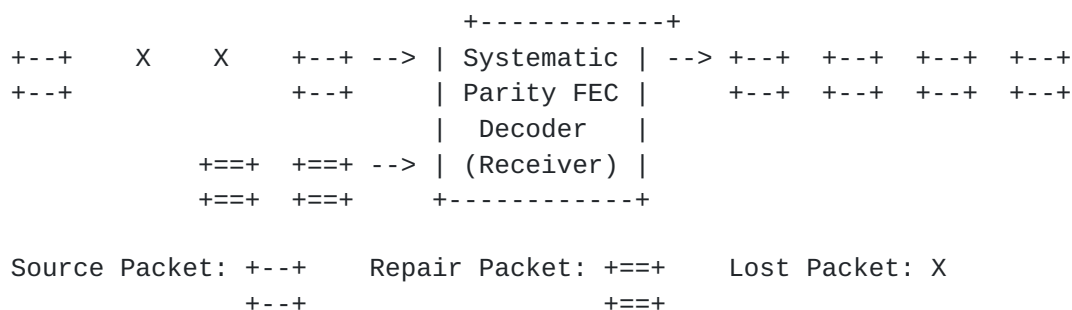 +------------+
+--+    X    X    +--+ --> | Systematic | --> +--+  +--+  +--+  +--+
+--+              +--+     | Parity FEC |     +--+  +--+  +--+  +--+
                           |  Decoder   |
            +==+  +==+ --> | (Receiver) |
            +==+  +==+     +------------+
Source Packet: +--+    Repair Packet: +==+    Lost Packet: X
               +--+                   +==+